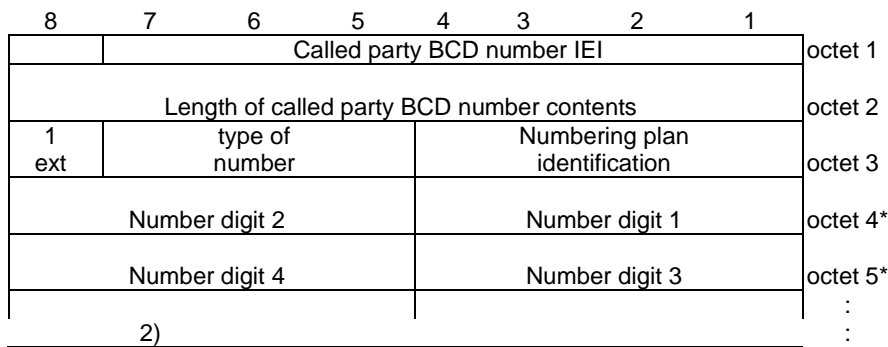 8 7 6 5 4 3 2 1
Called party BCD number IEI octet 1
Length of called party BCD number contents octet 2
1 type of Numbering plan
ext number identification octet 3
Number digit 2 Number digit 1 octet 4*
Number digit 4 Number digit 3 octet 5*
:
2) :